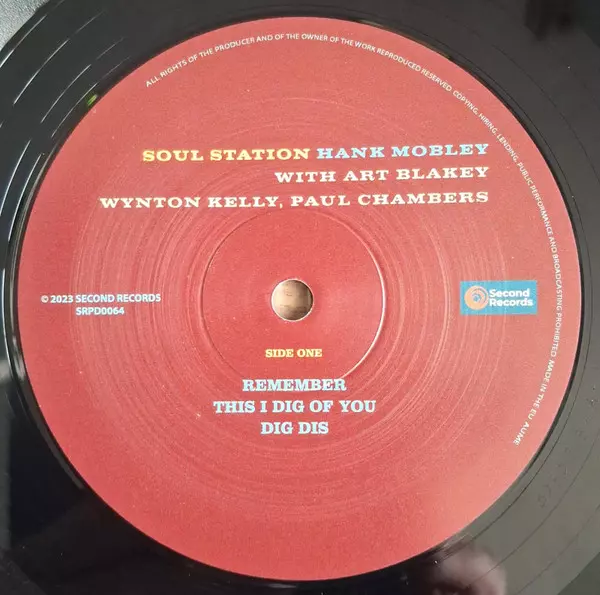 ALL RIGHTS OF THE PRODUCER AND OF THE OWNER OF THE WORK REPRODUCED RESERVED. COPYING, HIRING, LENDING, PUBLIC PERFORMANCE AND BROADCASTING PROHIBITED. MADE IN THE EU
SOUL STATION HANK MOBLEY
WITH ART BLAKEY
WYNTON KELLY, PAUL CHAMBERS
© 2023 SECOND RECORDS
SRPD0064
Second
Records
SIDE ONE
REMEMBER
THIS I DIG OF YOU
DIG DIS